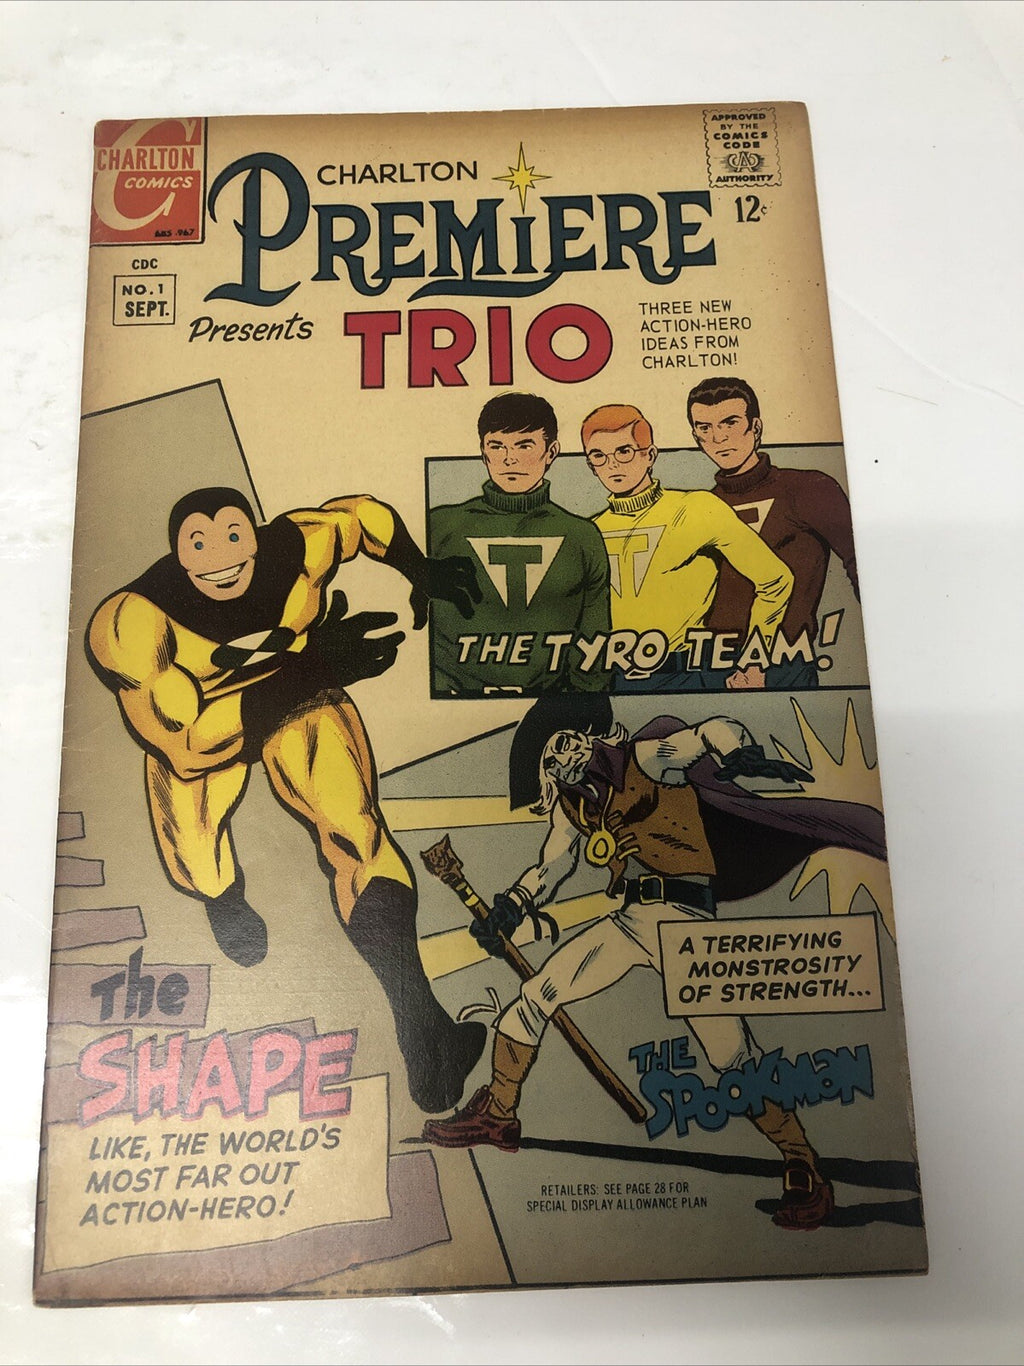 CHARLTON
COMICS
APPROVED
BY THE
COMICS
CODE
AUTHORITY
CHARLTON
PREMIERE
12¢
CDC
NO. 1
SEPT.
Presents
TRIO
THREE NEW
ACTION-HERO
IDEAS FROM
CHARLTON!
T
T
THE TYRO TEAM!
A TERRIFYING
MONSTROSITY
OF STRENGTH...
THE
SPOOKMAN
The
SHAPE
LIKE, THE WORLD'S
MOST FAR OUT
ACTION-HERO!
RETAILERS: SEE PAGE 28 FOR
SPECIAL DISPLAY ALLOWANCE PLAN